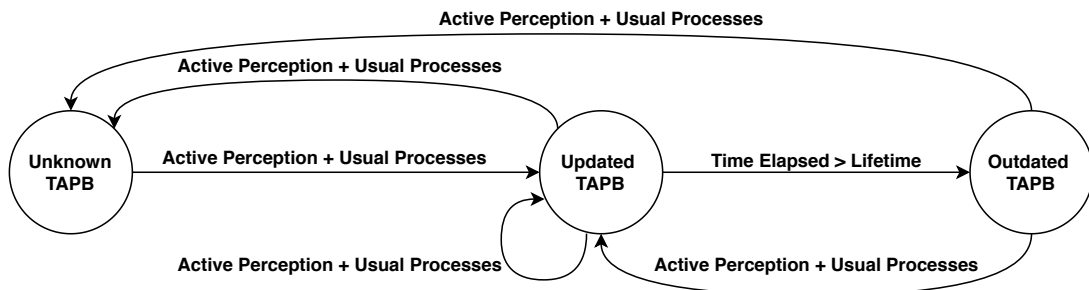 Active Perception + Usual Processes
Active Perception + Usual Processes
Unknown
TAPB
Active Perception + Usual Processes
Updated
TAPB
Time Elapsed > Lifetime
Outdated
TAPB
Active Perception + Usual Processes
Active Perception + Usual Processes